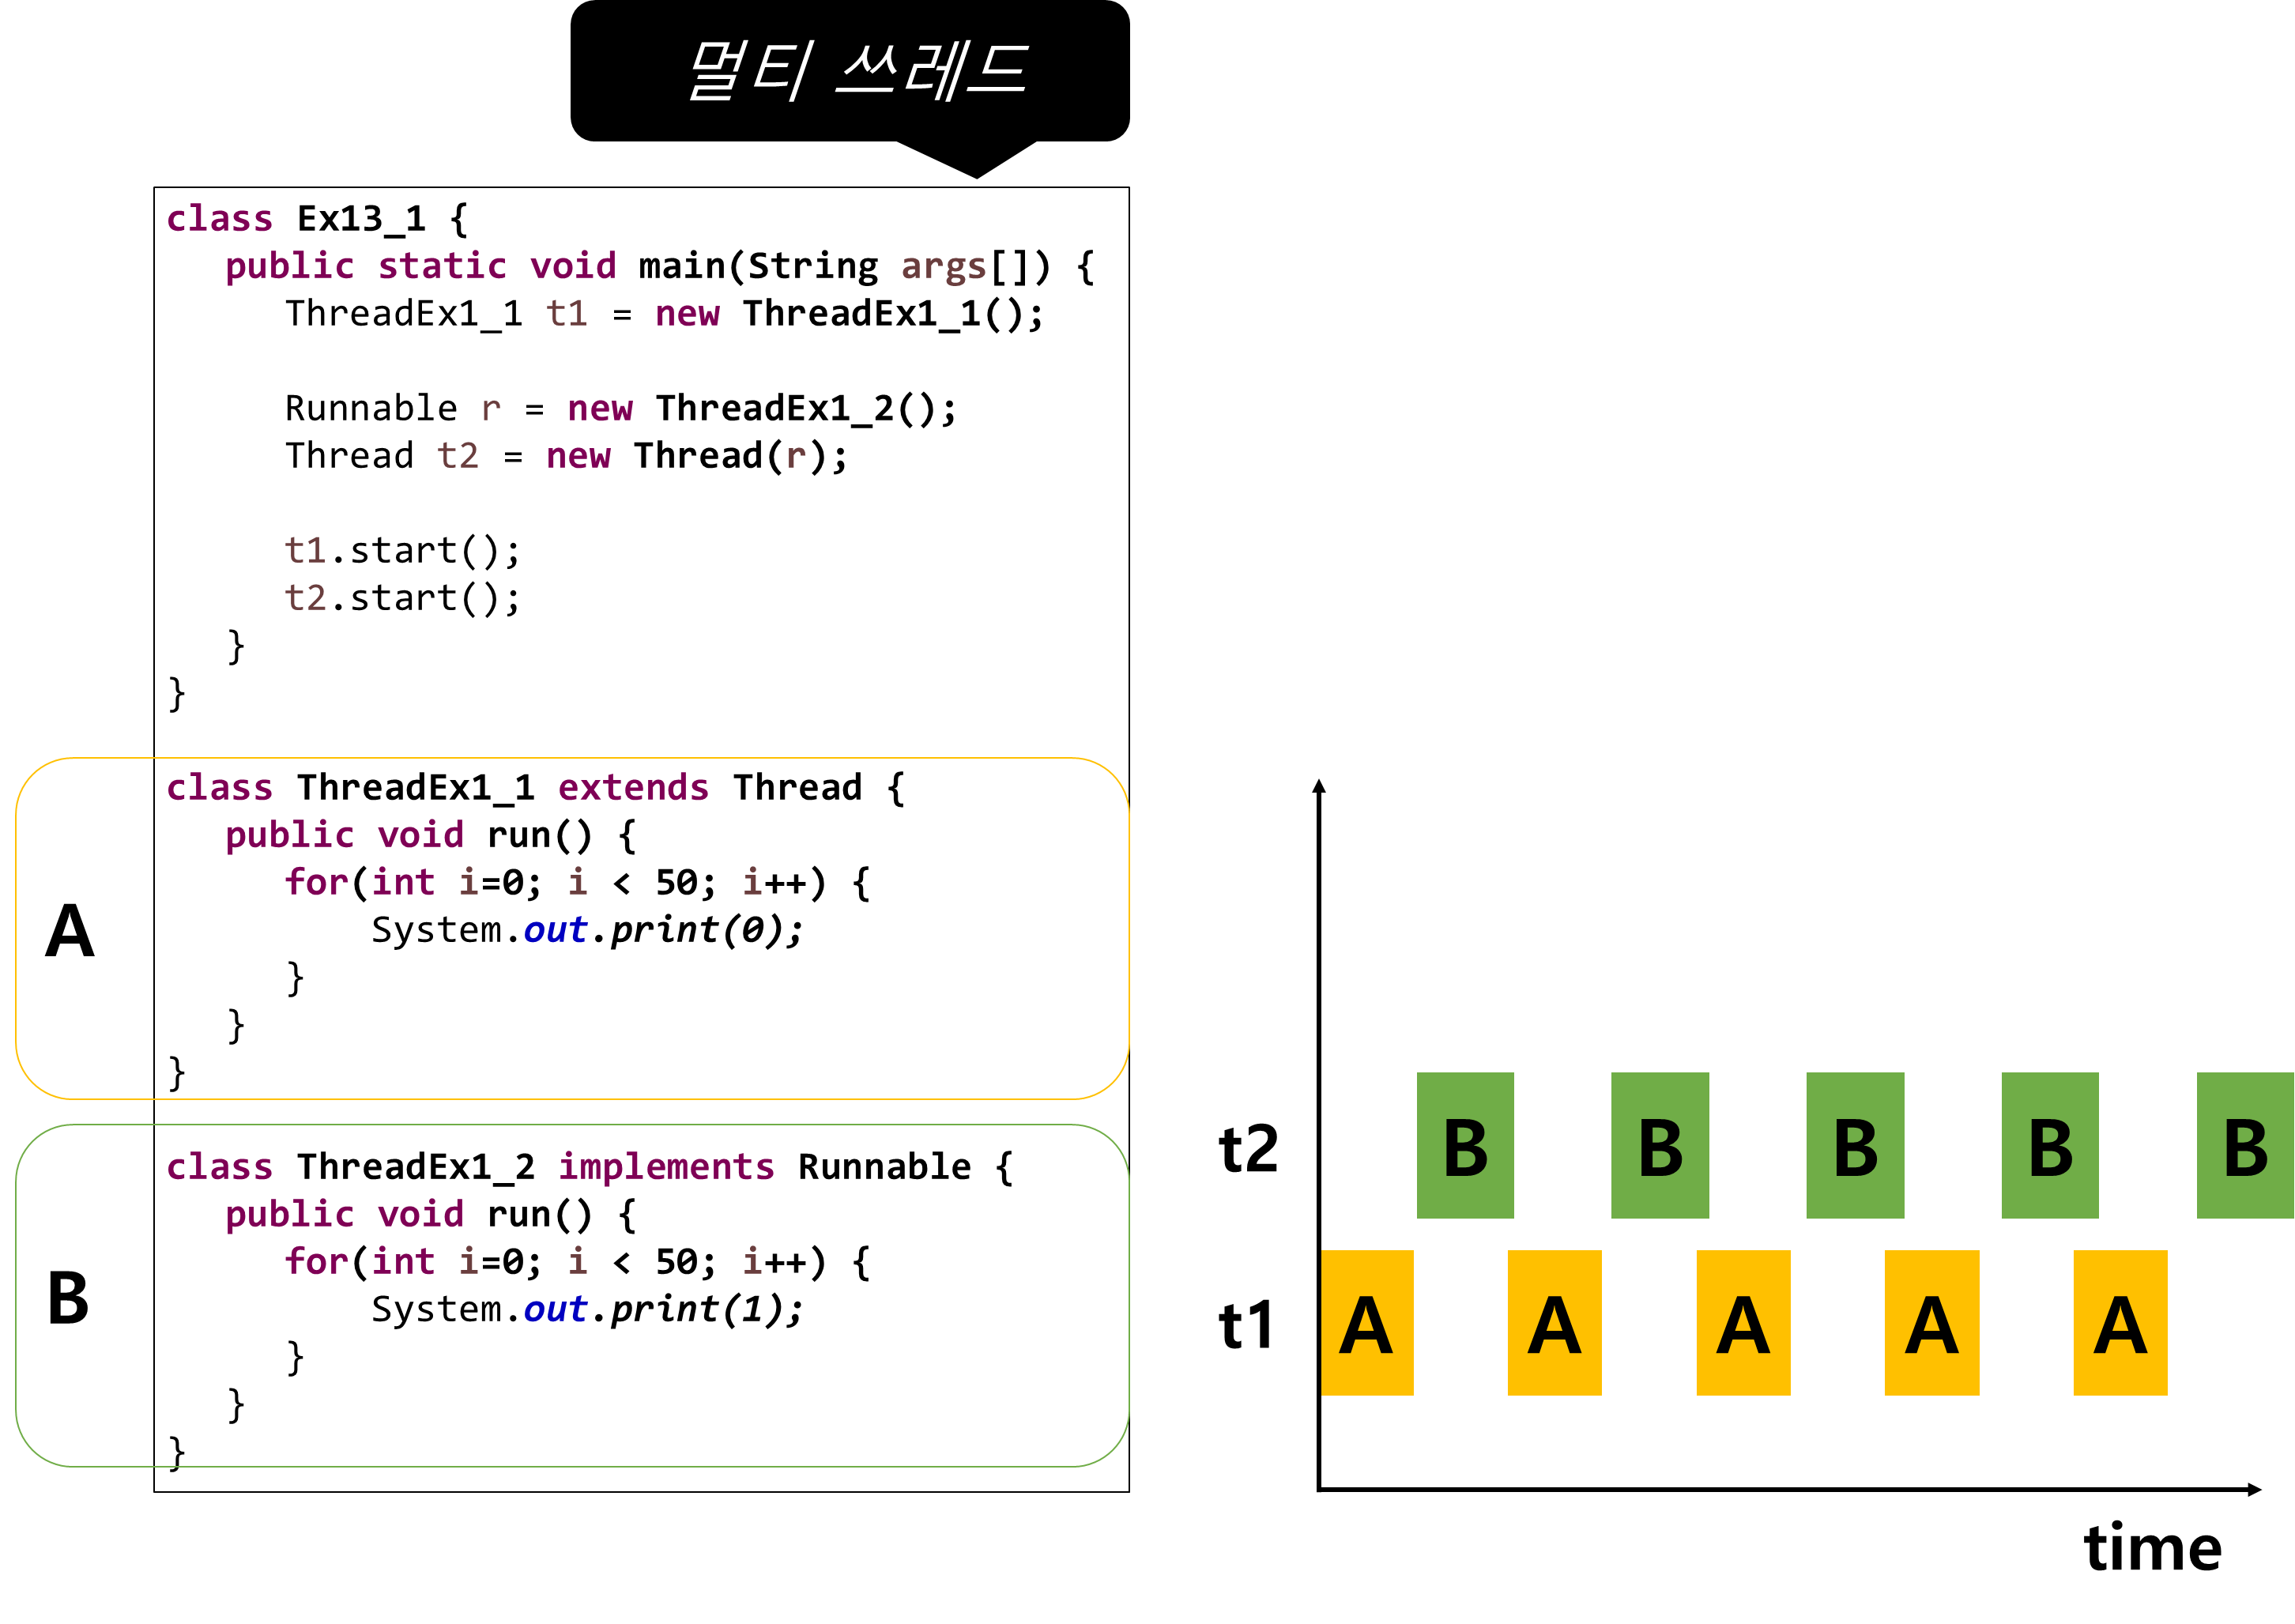 멀티 쓰레드
class Ex13_1 {
public static void main(String args[]) {
ThreadEx1_1 t1 = new ThreadEx1_1();
Runnable r = new ThreadEx1_2();
Thread t2 = new Thread(r);
t1.start();
t2.start();
}
}
A
class ThreadEx1_1 extends Thread {
public void run() {
for(int i=0; i < 50; i++) {
System.out.print(0);
}
}
}
B
class ThreadEx1_2 implements Runnable {
public void run() {
for(int i=0; i < 50; i++) {
System.out.print(1);
}
}
}
t2 B B B B B
t1 A A A A A
time